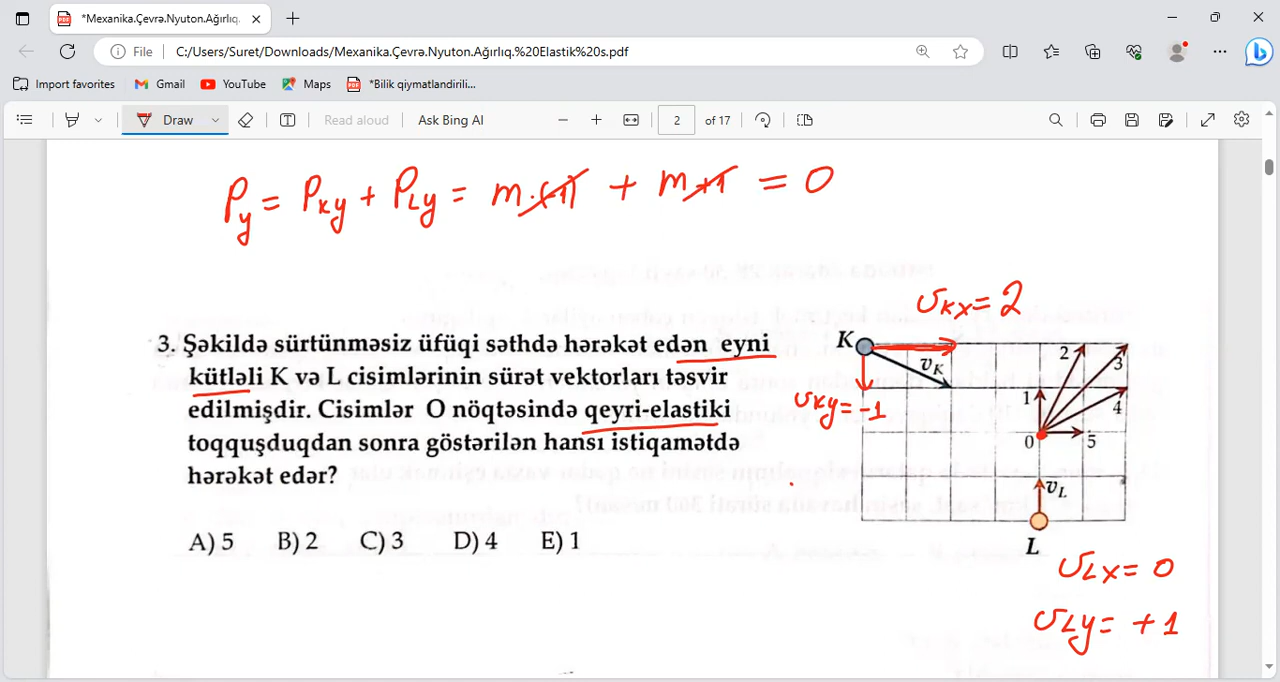 *Mexanika.Çevrə.Nyuton.Ağırlıq.
File
C:/Users/Suret/Downloads/Mexanika.Çevrə.Nyuton.Ağırlıq.%20Elastik%20s.pdf
Import favorites
Gmail
YouTube
Maps
*Bilik qiymatlandirili...
Draw
Read aloud
Ask Bing AI
2
of 17
Py = PKy + PLy = m·(-1) + m·1 = 0
3. Şəkildə sürtünməsiz üfüqi səthdə hərəkət edən eyni
kütləli K və L cisimlərinin sürət vektorları təsvir
edilmişdir. Cisimlər O nöqtəsində qeyri-elastiki
toqquşduqdan sonra göstərilən hansı istiqamətdə
hərəkət edər?
A) 5 B) 2 C) 3 D) 4 E) 1
υKX = 2
K
υK
υKy = -1
2
3
1
4
0
5
υL
L
υLX = 0
υLy = +1